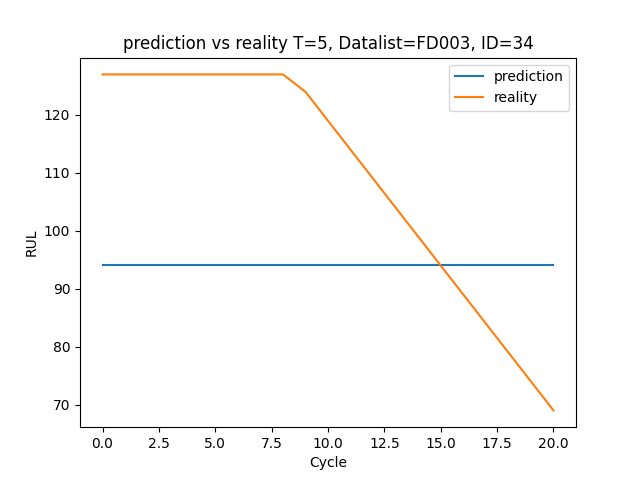 prediction vs reality T=5, Datalist=FD003, ID=34
prediction
reality
120
110
100
90
80
70
RUL
0.0 2.5 5.0 7.5 10.0 12.5 15.0 17.5 20.0
Cycle